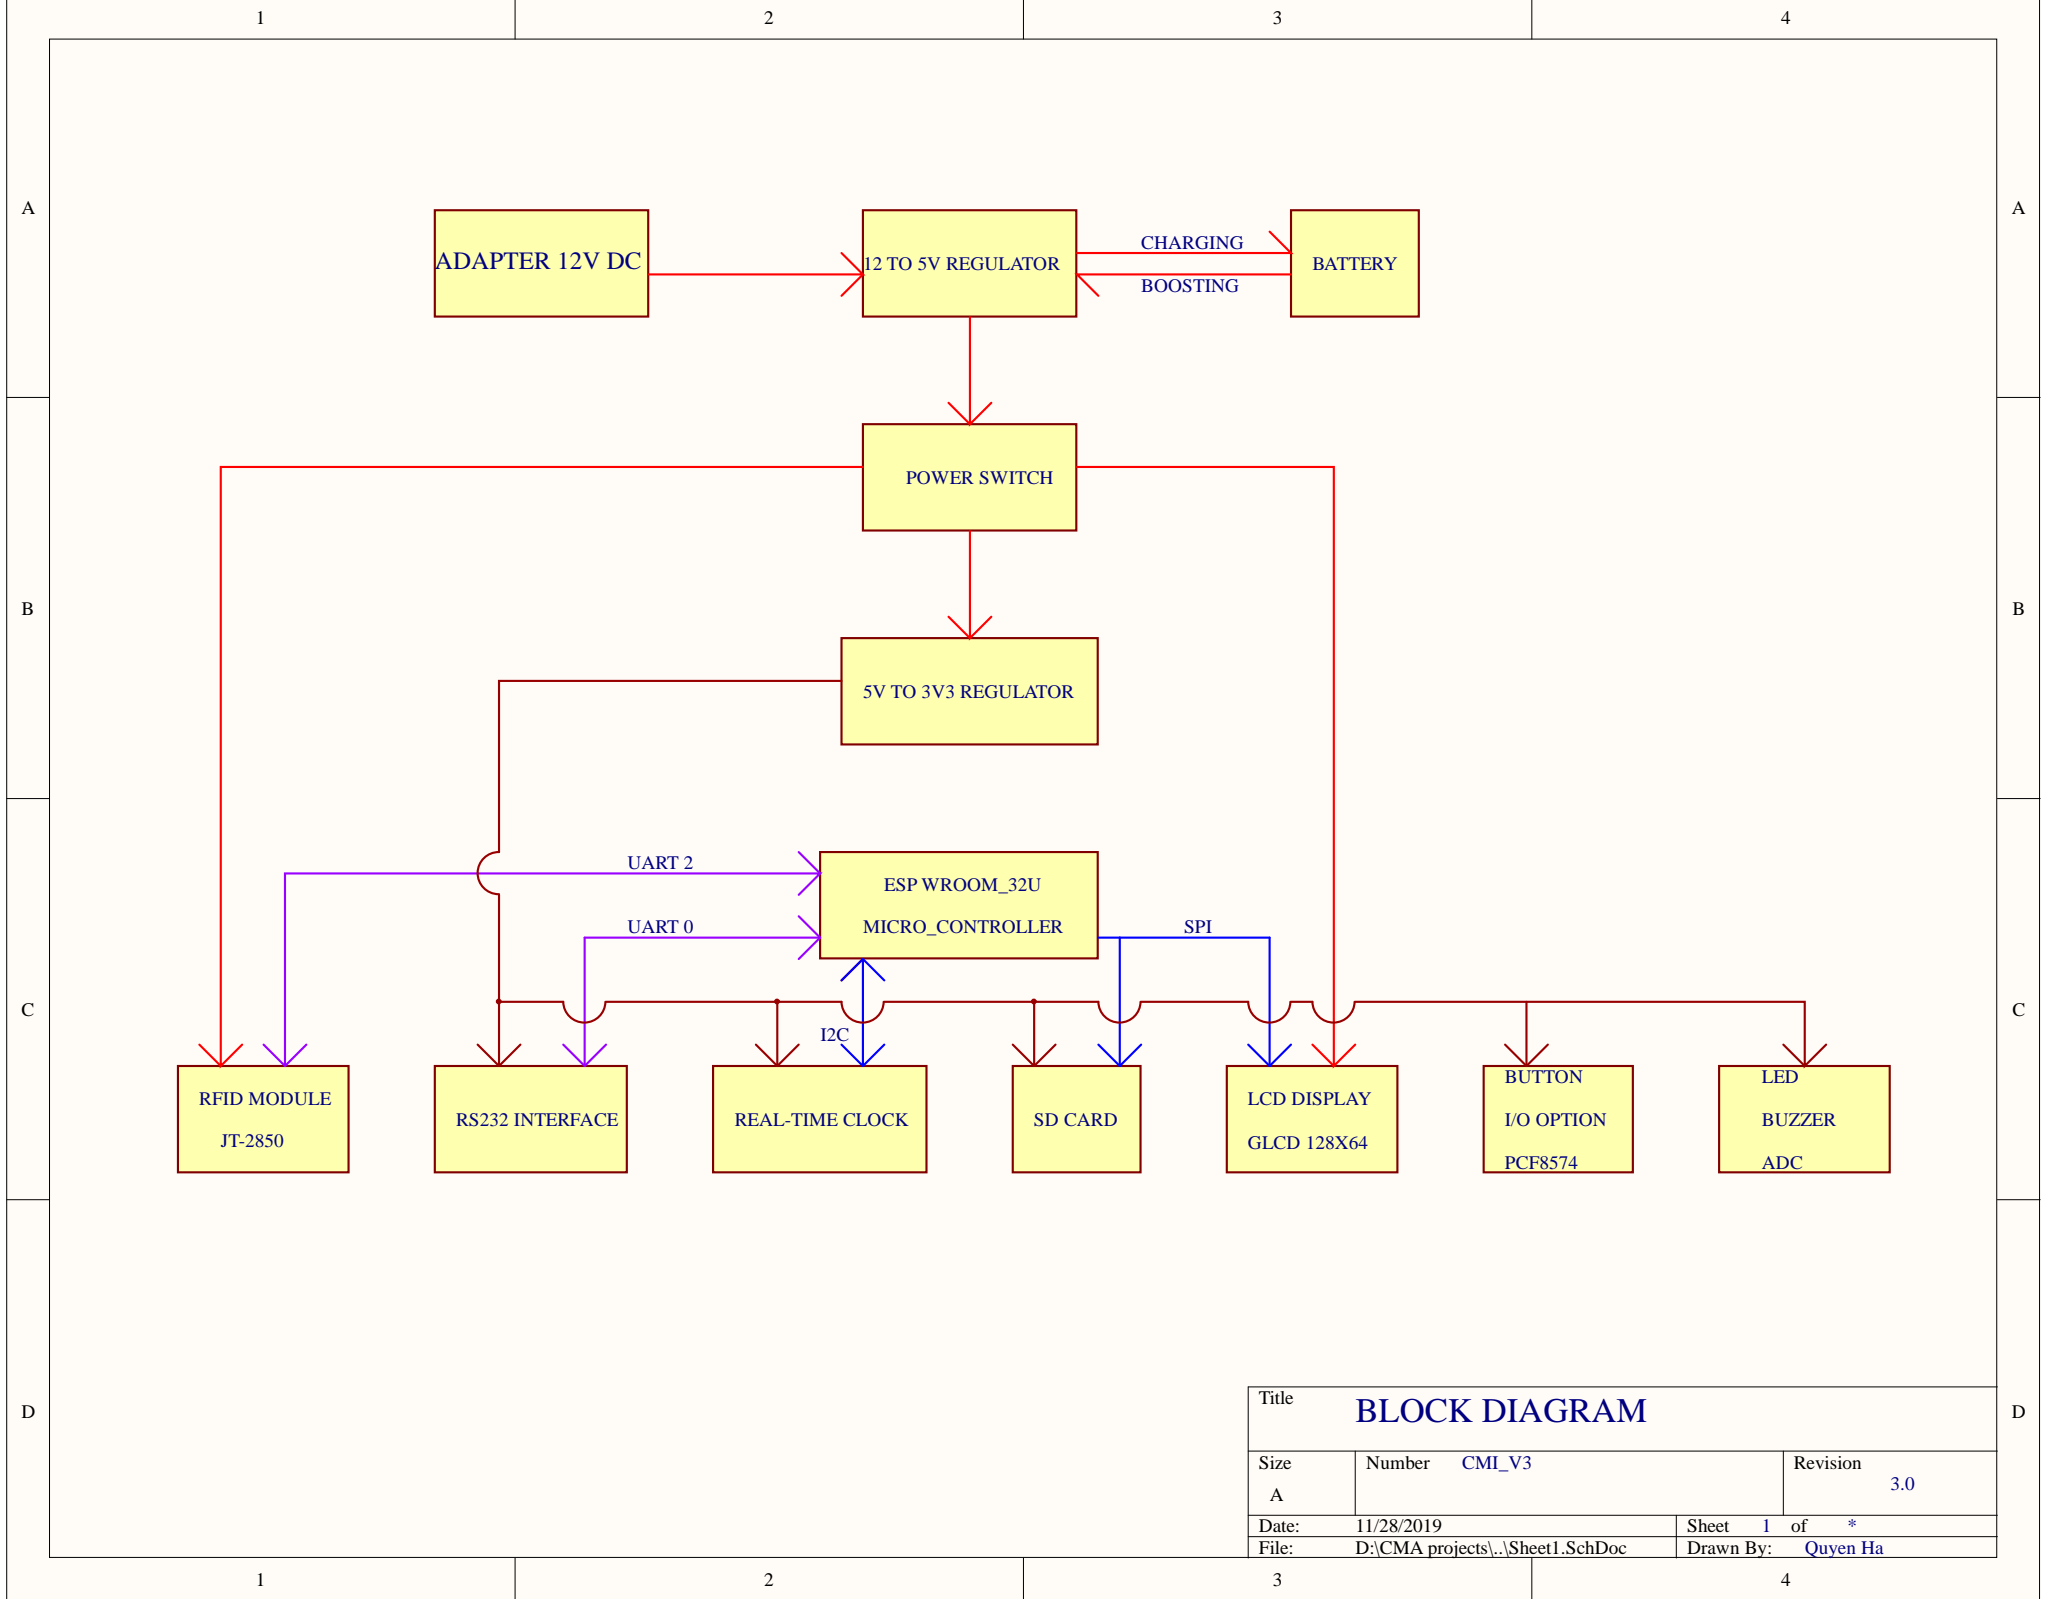 1 2 3 4
A A
ADAPTER 12V DC
12 TO 5V REGULATOR
CHARGING
BOOSTING
BATTERY
POWER SWITCH
B B
5V TO 3V3 REGULATOR
UART 2
ESP WROOM_32U
MICRO_CONTROLLER
UART 0
SPI
C C
I2C
RFID MODULE
JT-2850
RS232 INTERFACE
REAL-TIME CLOCK
SD CARD
LCD DISPLAY
GLCD 128X64
BUTTON
I/O OPTION
PCF8574
LED
BUZZER
ADC
D D
Title BLOCK DIAGRAM
Size Number CMI_V3 Revision
A 3.0
Date: 11/28/2019 Sheet 1 of *
File: D:\CMA projects\..\Sheet1.SchDoc Drawn By: Quyen Ha
1 2 3 4